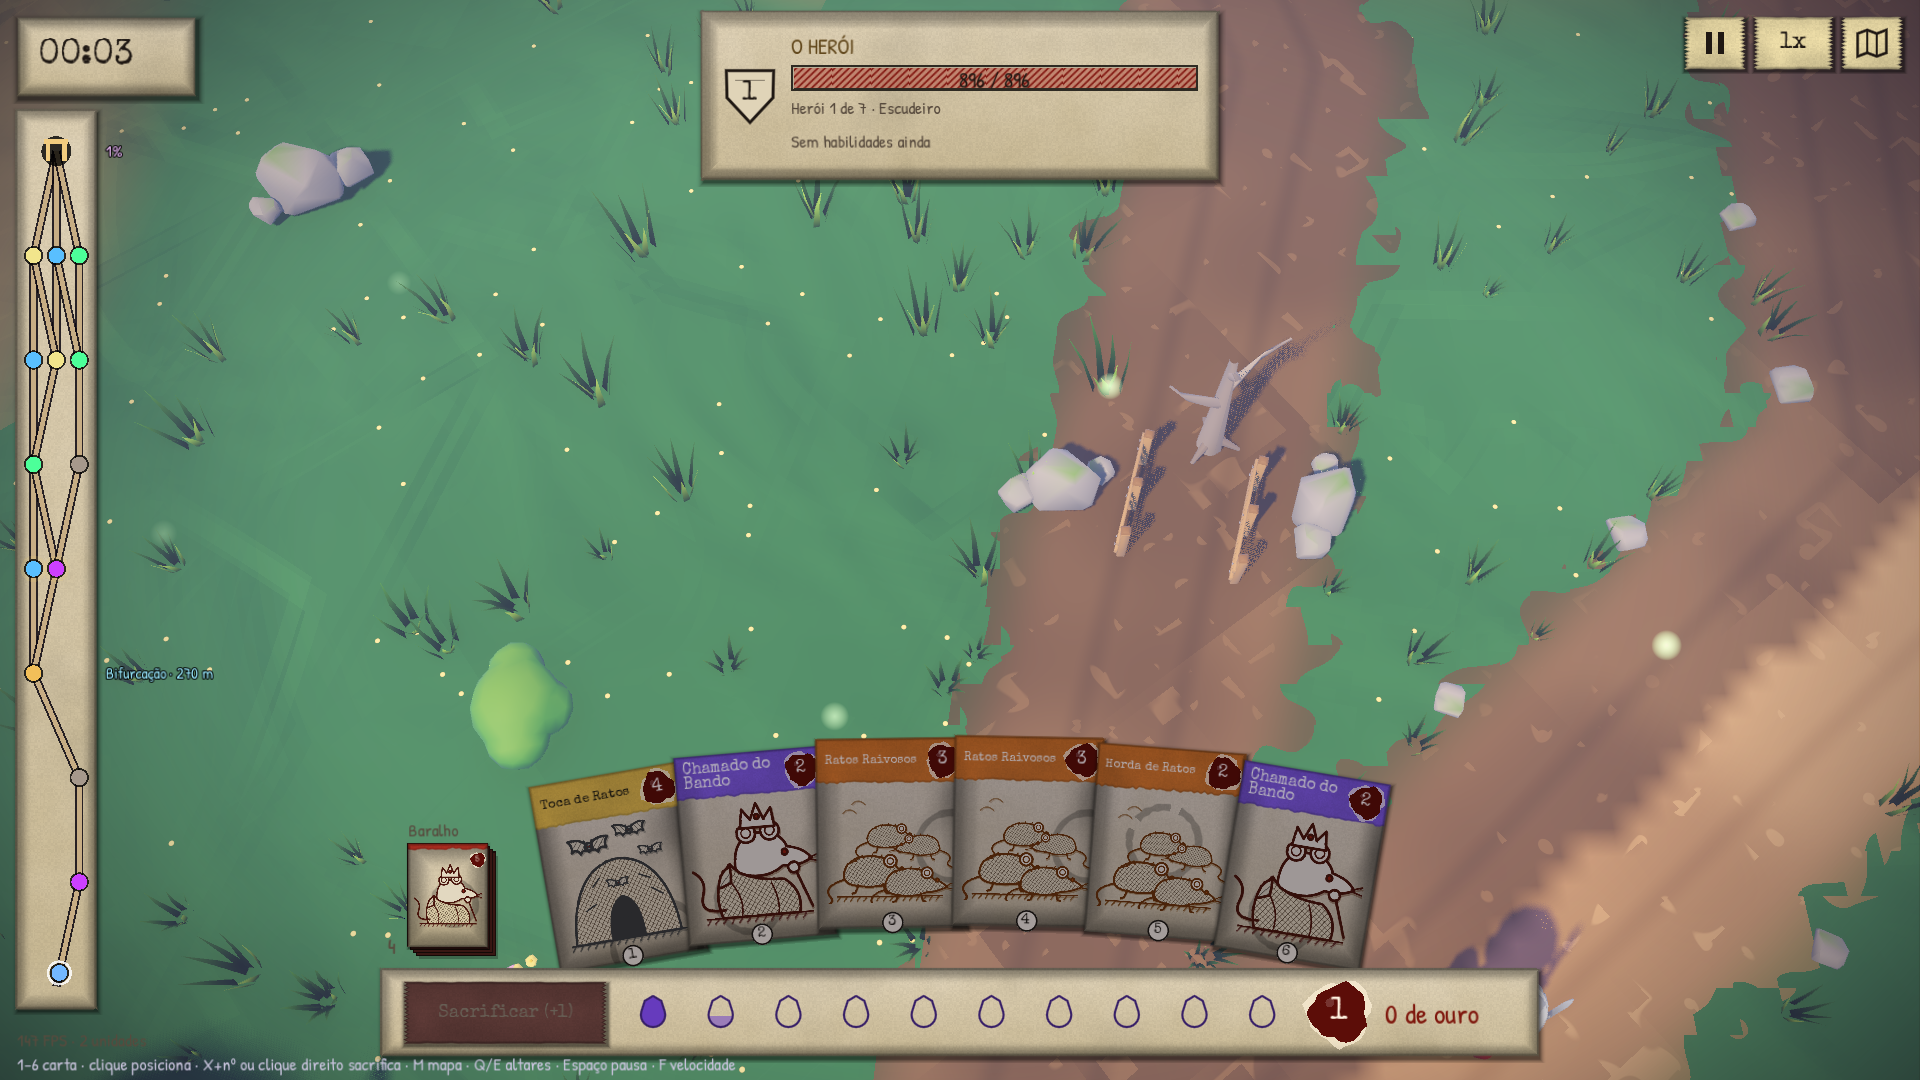 00:03
O HERÓI
1
896 / 896
Herói 1 de 7 · Escudeiro
Sem habilidades ainda
1x
1%
Bifurcação · 270 m
Baralho
4
Toca de Ratos
4
1
Chamado do Bando
2
2
Ratos Raivosos
3
3
Ratos Raivosos
3
4
Horda de Ratos
2
5
Chamado do Bando
2
6
Sacrificar (+1)
1
0 de ouro
1-6 carta · clique posiciona · X+nº ou clique direito sacrifica · M mapa · Q/E altares · Espaço pausa · F velocidade